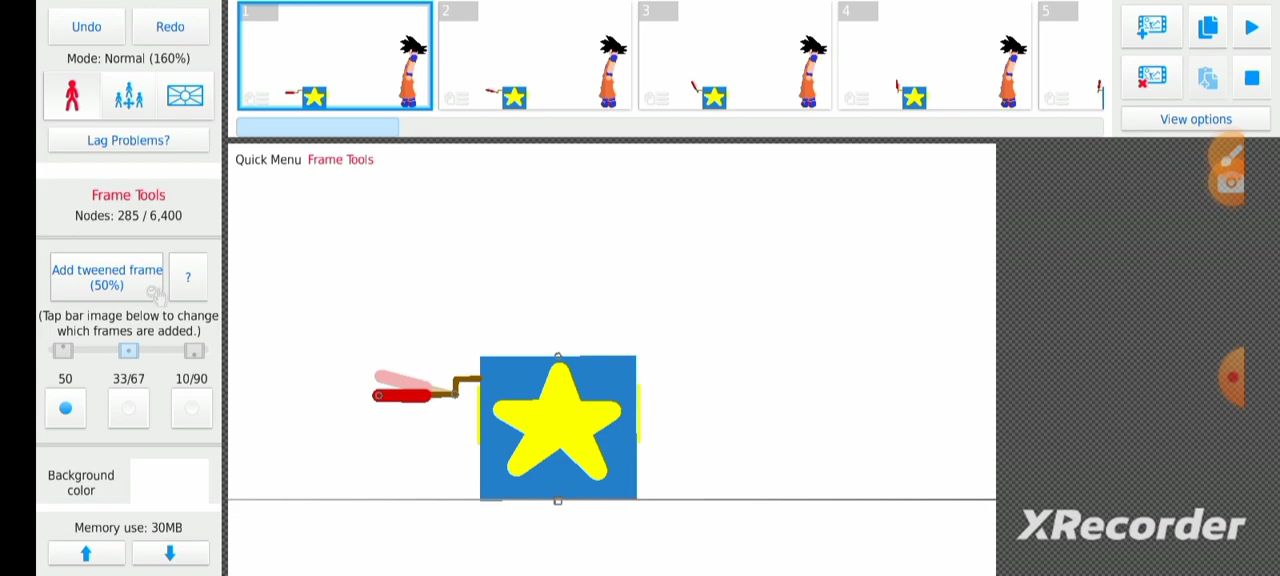 Undo
Redo
Mode: Normal (160%)
Lag Problems?
Frame Tools
Nodes: 285 / 6,400
Add tweened frame
(50%)
?
(Tap bar image below to change
which frames are added.)
50
33/67
10/90
Background
color
Memory use: 30MB
1
2
3
4
5
View options
Quick Menu Frame Tools
XRecorder